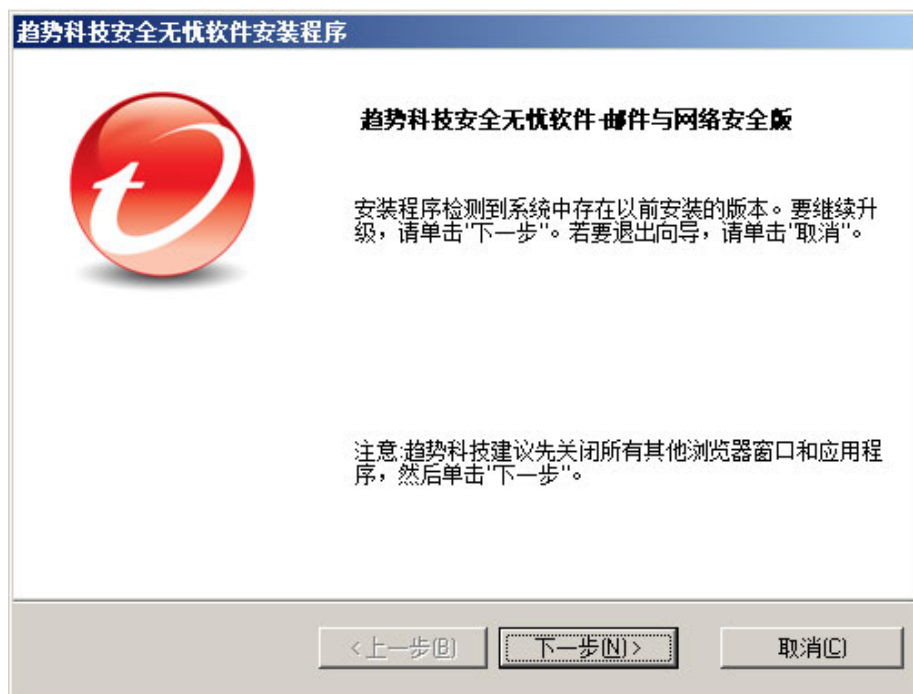 趋势科技安全无忧软件安装程序
趋势科技安全无忧软件-邮件与网络安全版
安装程序检测到系统中存在以前安装的版本。要继续升
级，请单击"下一步"。若要退出向导，请单击"取消"。
注意:趋势科技建议先关闭所有其他浏览器窗口和应用程
序，然后单击"下一步"。
<上一步(B)
下一步(N)>
取消(C)